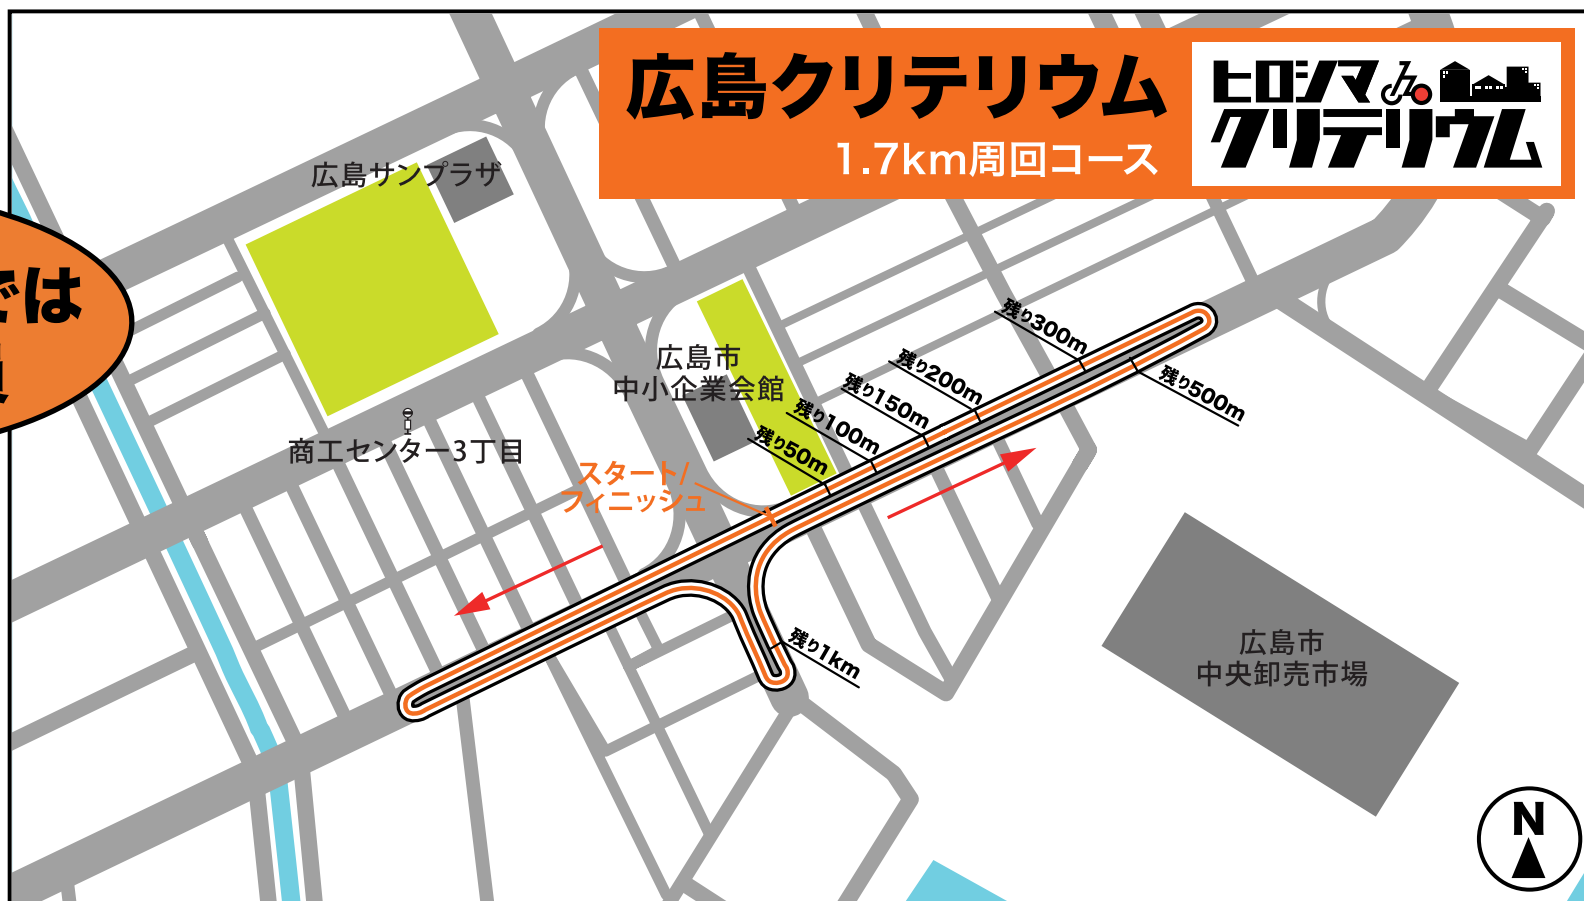 広島クリテリウム
1.7km周回コース
ヒロシマ
クリテリウム
では
広島サンプラザ
広島市
中小企業会館
商工センター3丁目
スタート/
フィニッシュ
残り300m
残り200m
残り150m
残り100m
残り50m
残り500m
残り1km
広島市
中央卸売市場
N